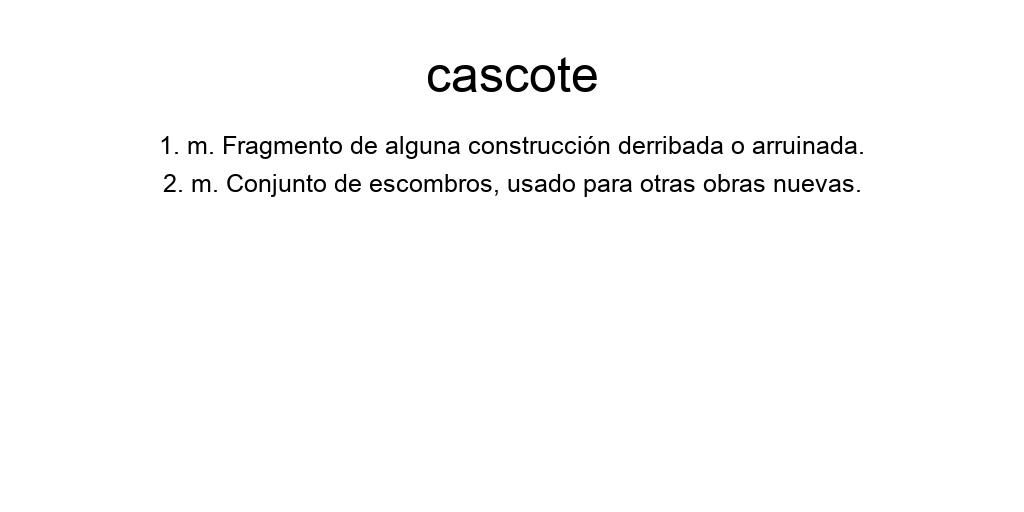 cascote
1. m. Fragmento de alguna construcción derribada o arruinada.
2. m. Conjunto de escombros, usado para otras obras nuevas.